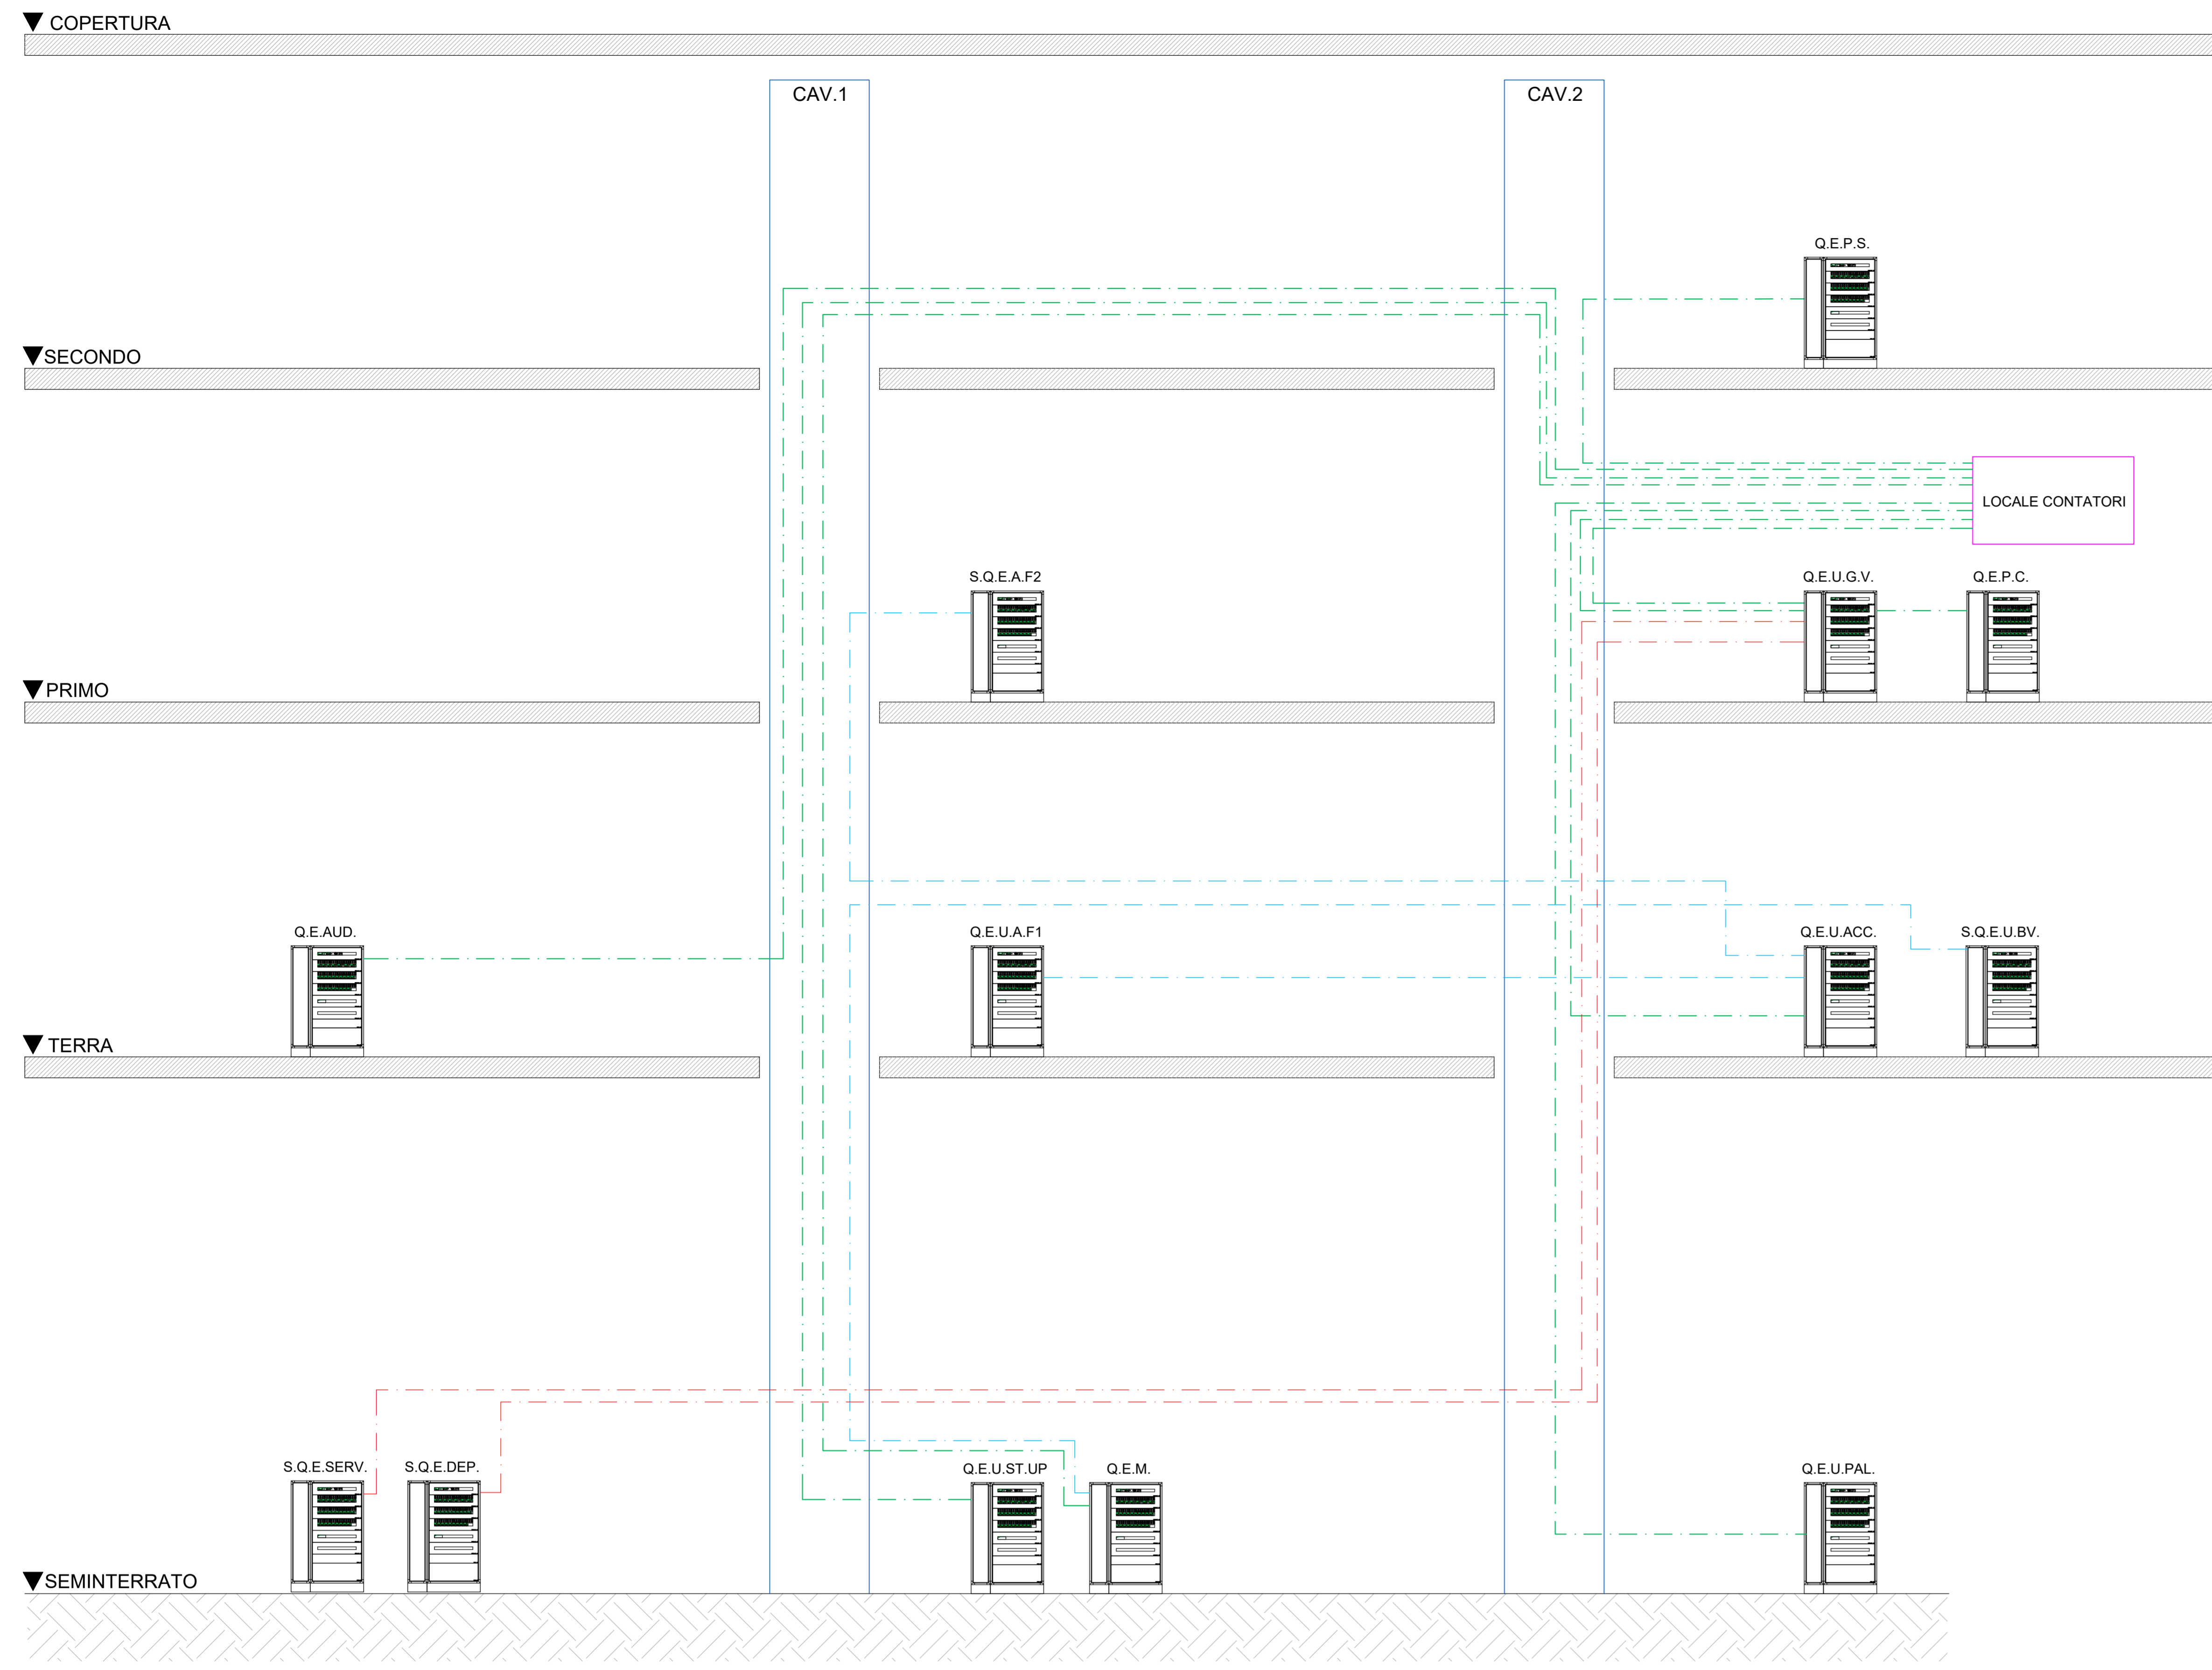 COPERTURA
CAV.1
CAV.2
Q.E.P.S.
SECONDO
LOCALE CONTATORI
S.Q.E.A.F2
Q.E.U.G.V.
Q.E.P.C.
PRIMO
Q.E.AUD.
Q.E.U.A.F1
Q.E.U.ACC.
S.Q.E.U.BV.
TERRA
S.Q.E.SERV.
S.Q.E.DEP.
Q.E.U.ST.UP
Q.E.M.
Q.E.U.PAL.
SEMINTERRATO